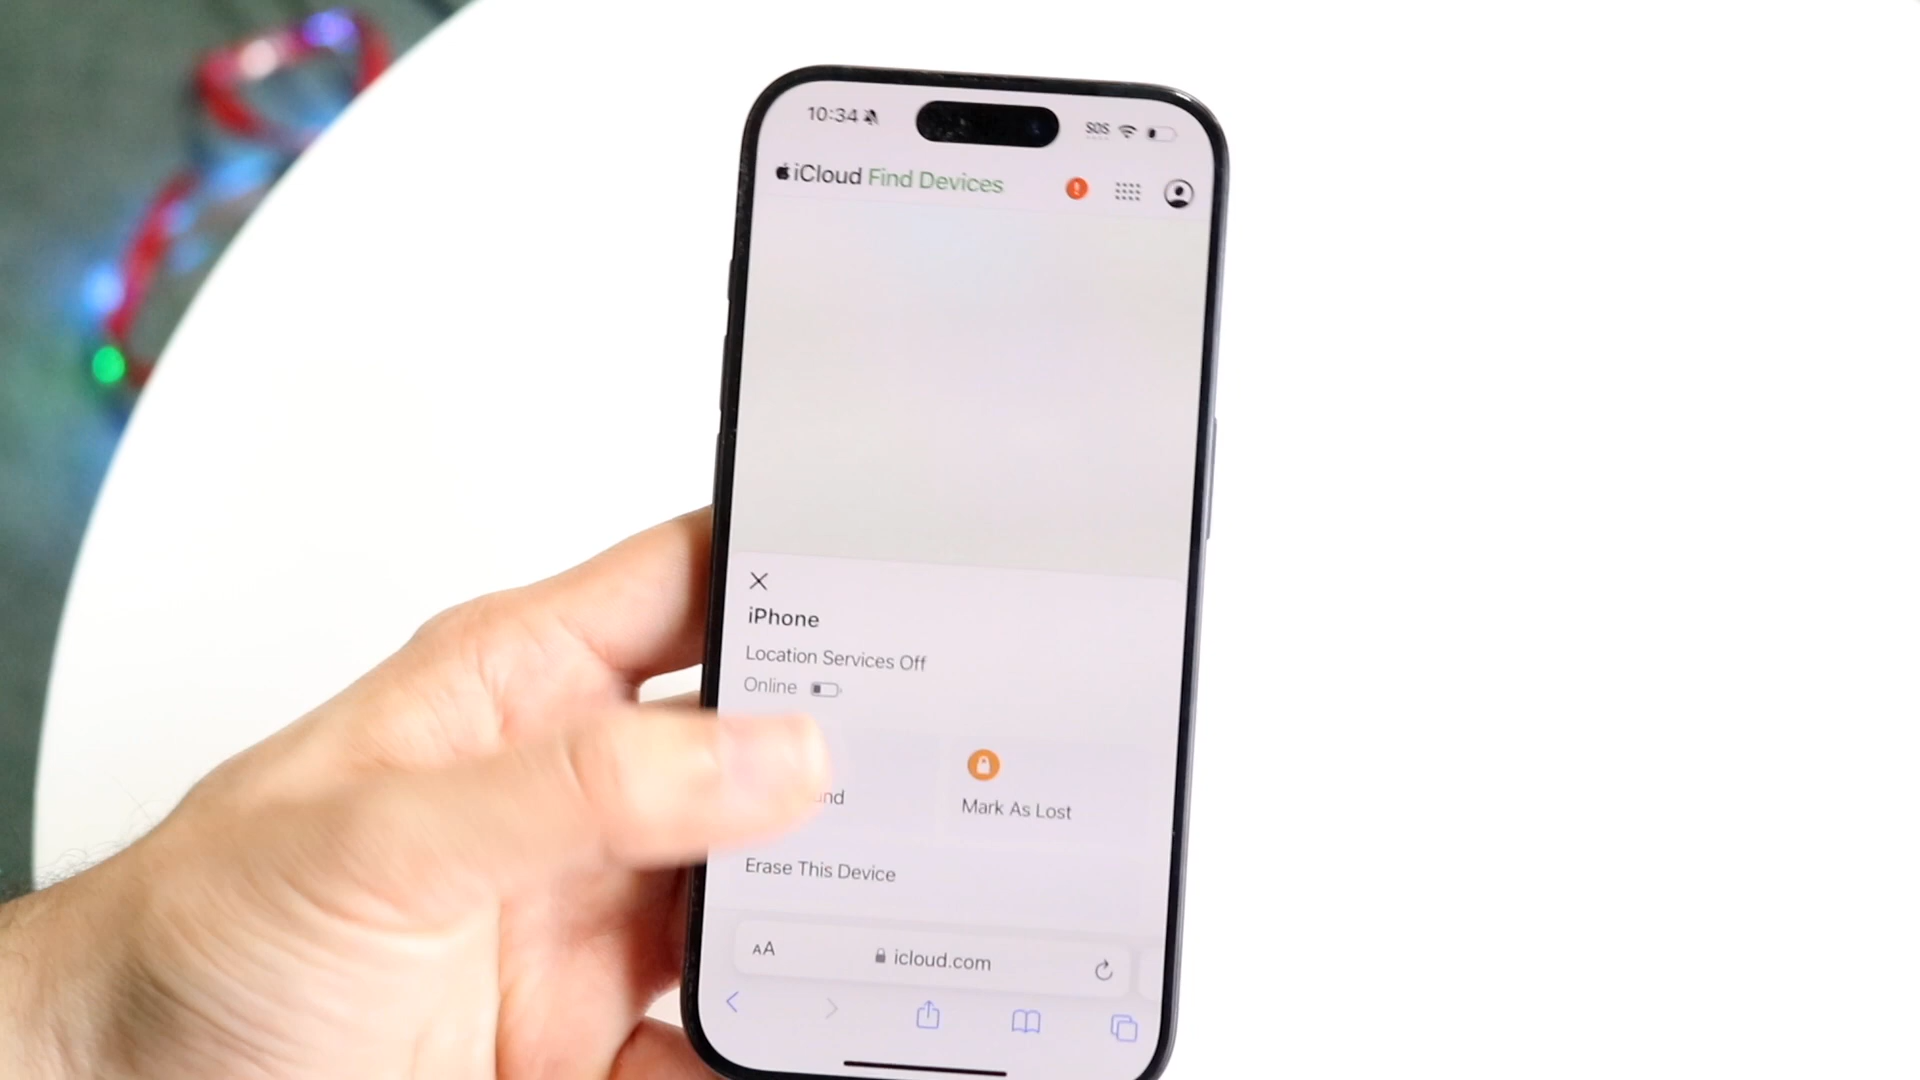 10:34 SOS
iCloud Find Devices
iPhone
Location Services Off
Online
Mark As Lost
Erase This Device
AA icloud.com